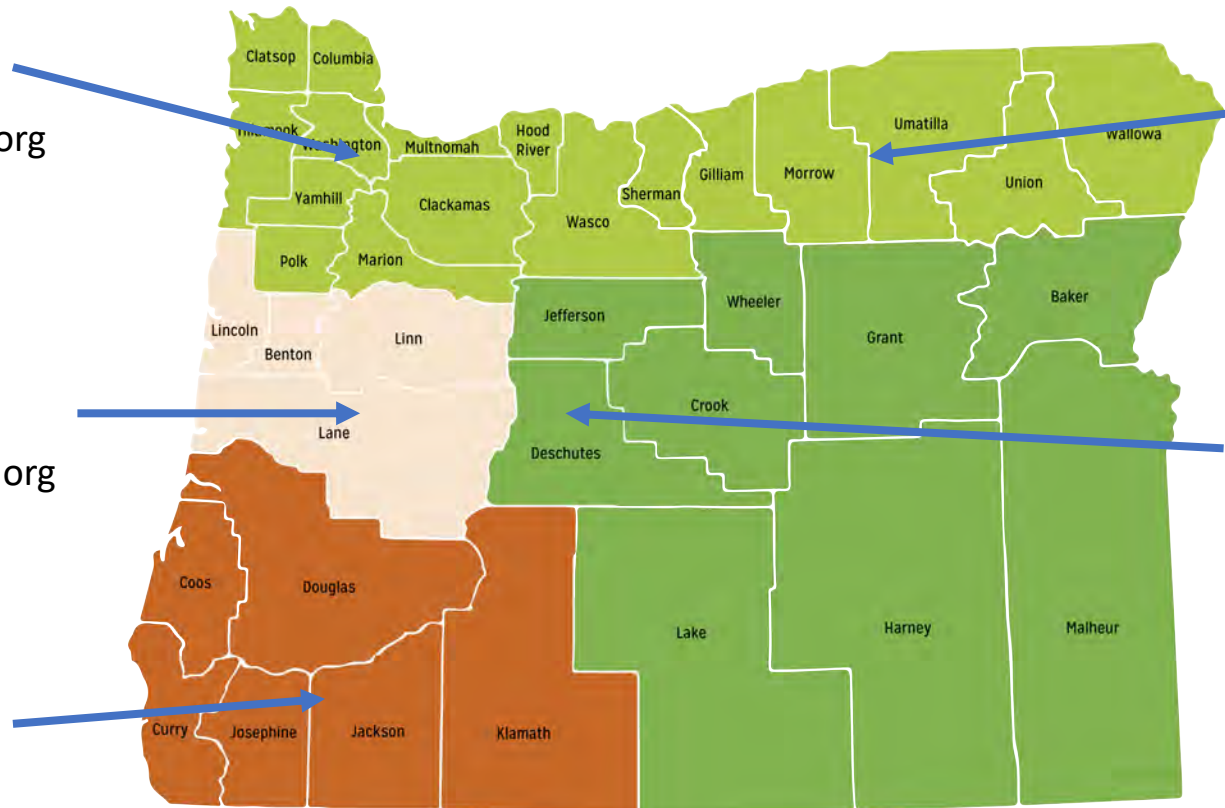 Clatsop Columbia
org
Tillamook Washington Multnomah Hood
River
Umatilla Wallowa
Yamhill Clackamas Sherman Gilliam Morrow Union
Wasco
Polk Marion
Lincoln Benton Linn Jefferson Wheeler Grant Baker
Lane Deschutes Crook
org
Coos Douglas
Lake Harney Malheur
Curry Josephine Jackson Klamath